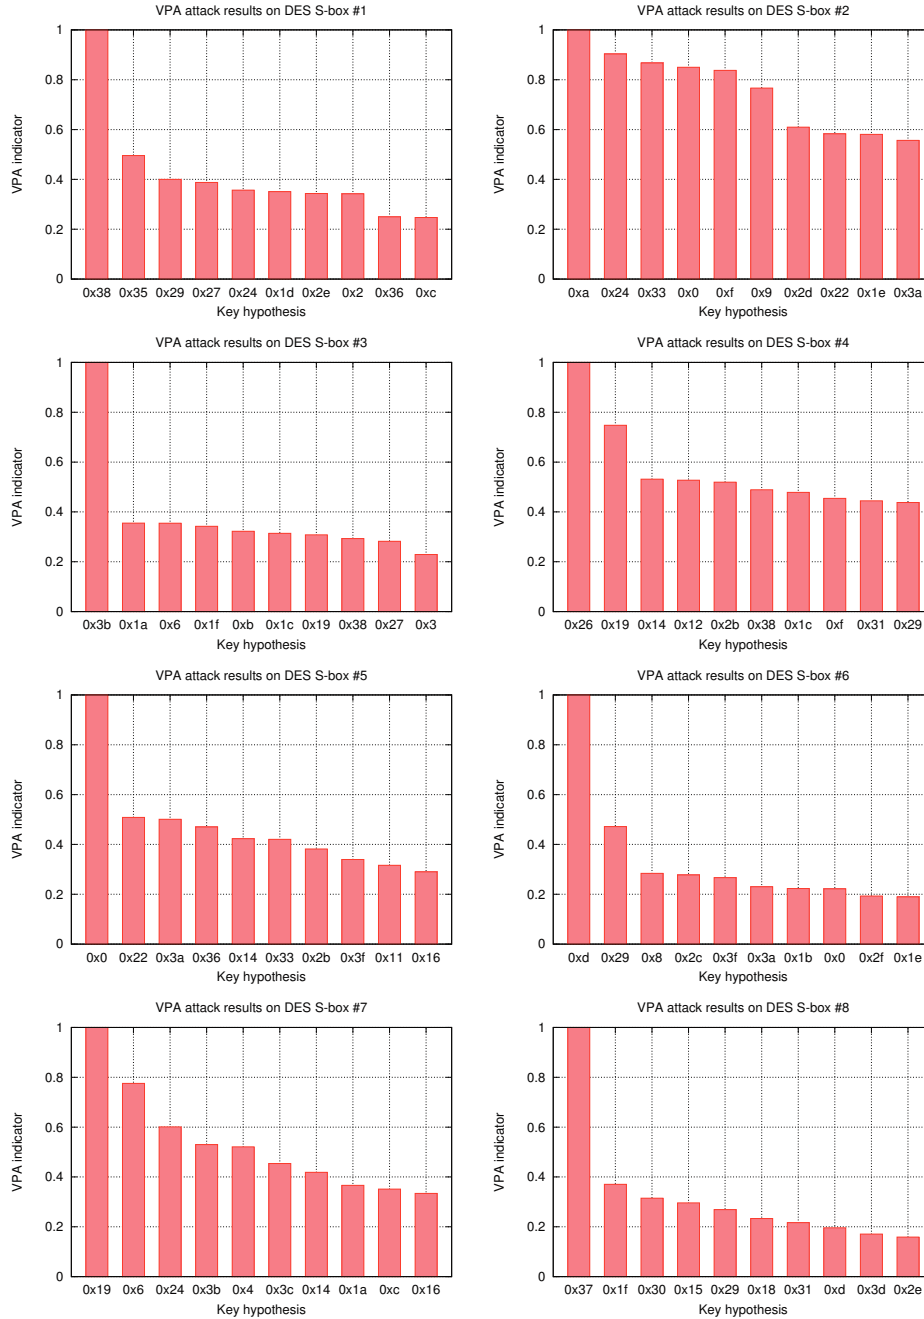 VPA attack results on DES S-box #1
1
0.8
0.6
0.4
0.2
0
VPA indicator
0x38 0x35 0x29 0x27 0x24 0x1d 0x2e 0x2 0x36 0xc
Key hypothesis
VPA attack results on DES S-box #2
1
0.8
0.6
0.4
0.2
0
VPA indicator
0xa 0x24 0x33 0x0 0xf 0x9 0x2d 0x22 0x1e 0x3a
Key hypothesis
VPA attack results on DES S-box #3
1
0.8
0.6
0.4
0.2
0
VPA indicator
0x3b 0x1a 0x6 0x1f 0xb 0x1c 0x19 0x38 0x27 0x3
Key hypothesis
VPA attack results on DES S-box #4
1
0.8
0.6
0.4
0.2
0
VPA indicator
0x26 0x19 0x14 0x12 0x2b 0x38 0x1c 0xf 0x31 0x29
Key hypothesis
VPA attack results on DES S-box #5
1
0.8
0.6
0.4
0.2
0
VPA indicator
0x0 0x22 0x3a 0x36 0x14 0x33 0x2b 0x3f 0x11 0x16
Key hypothesis
VPA attack results on DES S-box #6
1
0.8
0.6
0.4
0.2
0
VPA indicator
0xd 0x29 0x8 0x2c 0x3f 0x3a 0x1b 0x0 0x2f 0x1e
Key hypothesis
VPA attack results on DES S-box #7
1
0.8
0.6
0.4
0.2
0
VPA indicator
0x19 0x6 0x24 0x3b 0x4 0x3c 0x14 0x1a 0xc 0x16
Key hypothesis
VPA attack results on DES S-box #8
1
0.8
0.6
0.4
0.2
0
VPA indicator
0x37 0x1f 0x30 0x15 0x29 0x18 0x31 0xd 0x3d 0x2e
Key hypothesis